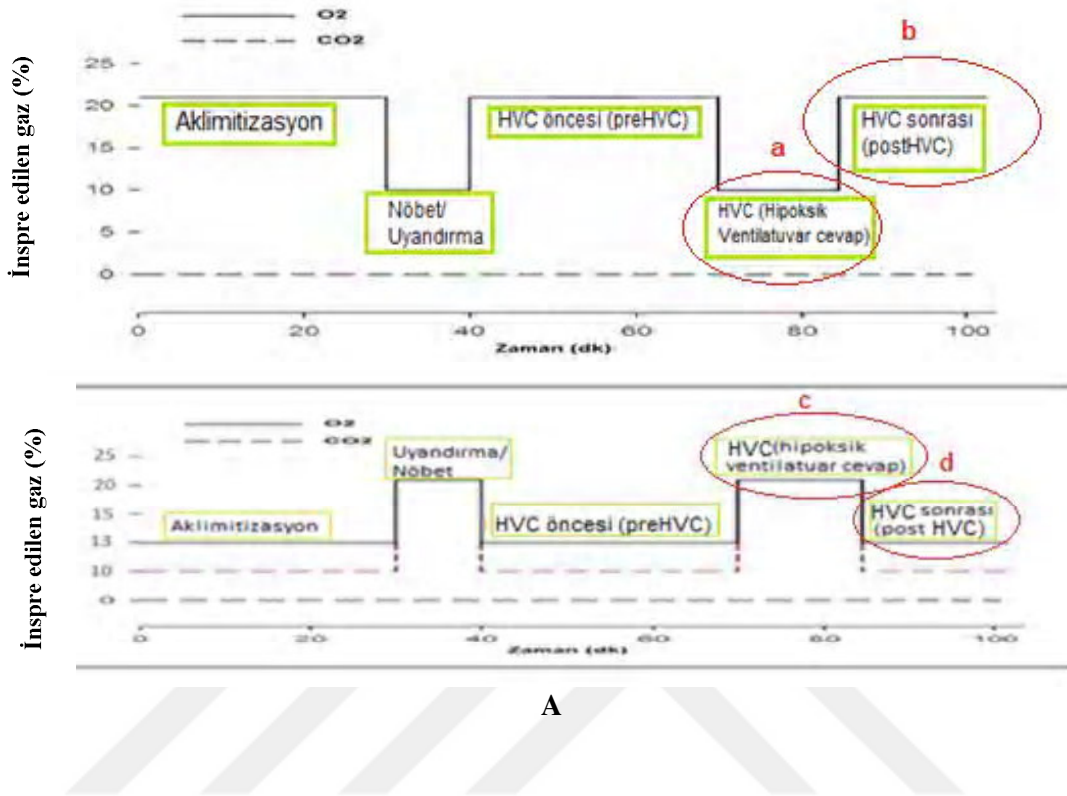 O2
CO2
İnspre edilen gaz (%)
25
20
15
10
5
0
Aklimitizasyon
Nöbet/
Uyandırma
HVC öncesi (preHVC)
a
HVC (Hipoksik
Ventilatuvar cevap)
b
HVC sonrası
(postHVC)
0
20
40
60
80
100
Zaman (dk)
O2
CO2
İnspre edilen gaz (%)
25
20
15
13
10
0
Aklimitizasyon
Uyandırma/
Nöbet
HVC öncesi (preHVC)
c
HVC(hipoksik
ventilatuar cevap)
d
HVC sonrası
(post HVC)
0
20
40
60
80
100
Zaman (dk)
A